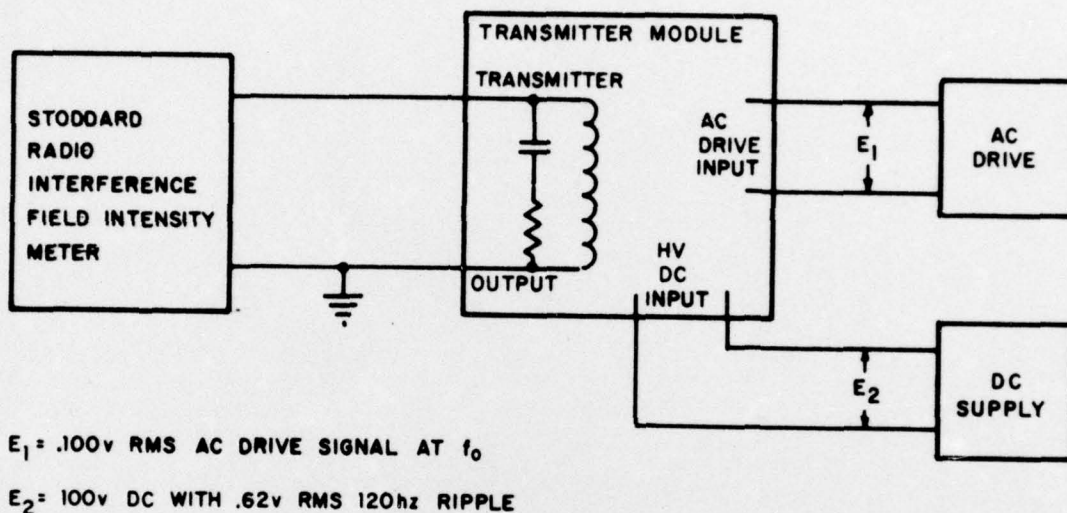 TRANSMITTER MODULE
TRANSMITTER
STODDARD
RADIO
INTERFERENCE
FIELD INTENSITY
METER
AC
DRIVE
INPUT
E₁
AC
DRIVE
OUTPUT
HV
DC
INPUT
E₂
DC
SUPPLY
E₁= .100v RMS AC DRIVE SIGNAL AT f₀
E₂= 100v DC WITH .62v RMS 120hz RIPPLE